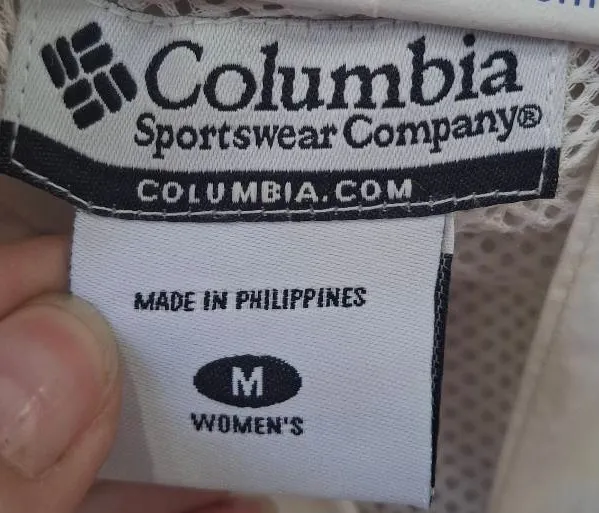 Columbia
Sportswear Company®
COLUMBIA.COM
MADE IN PHILIPPINES
M
WOMEN'S